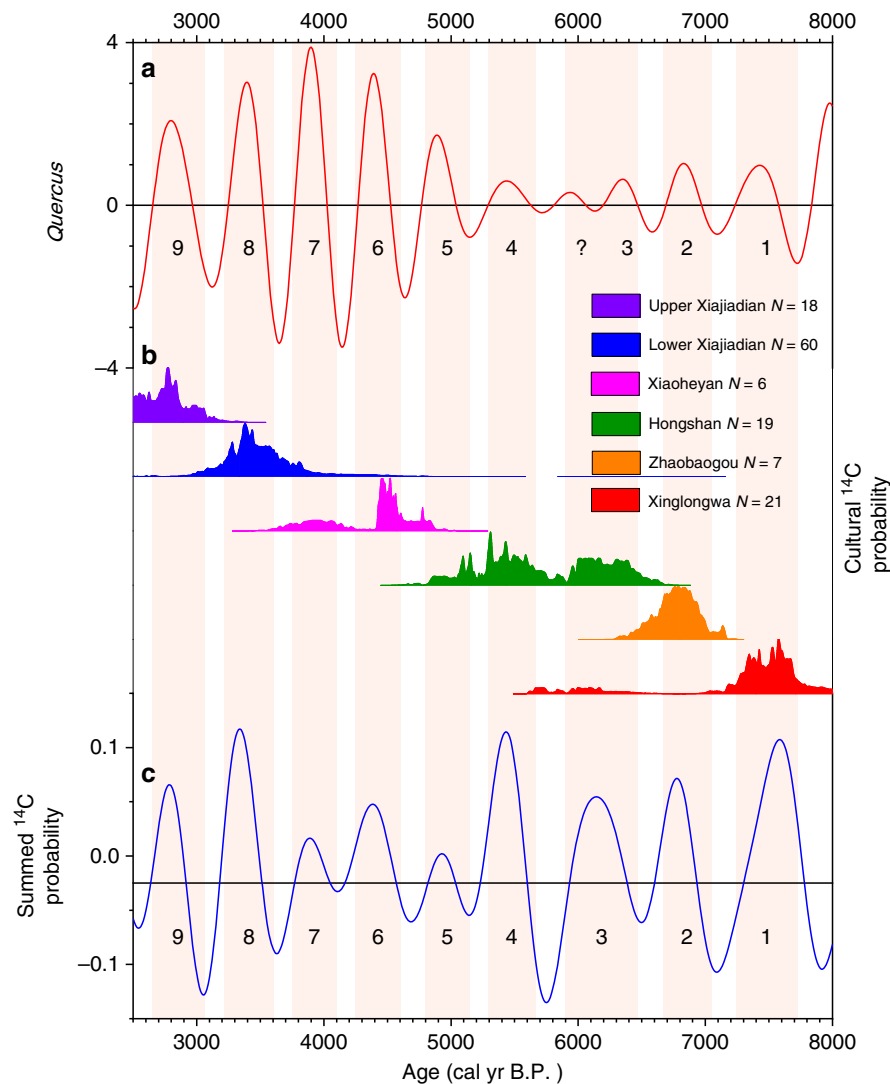 3000 4000 5000 6000 7000 8000
a
4
0
−4
Quercus
9 8 7 6 5 4 ? 3 2 1
b
Upper Xiajiadian N = 18
Lower Xiajiadian N = 60
Xiaoheyan N = 6
Hongshan N = 19
Zhaobaogou N = 7
Xinglongwa N = 21
Cultural ¹⁴C
probability
c
0.1
0.0
−0.1
Summed ¹⁴C
probability
9 8 7 6 5 4 3 2 1
3000 4000 5000 6000 7000 8000
Age (cal yr B.P. )